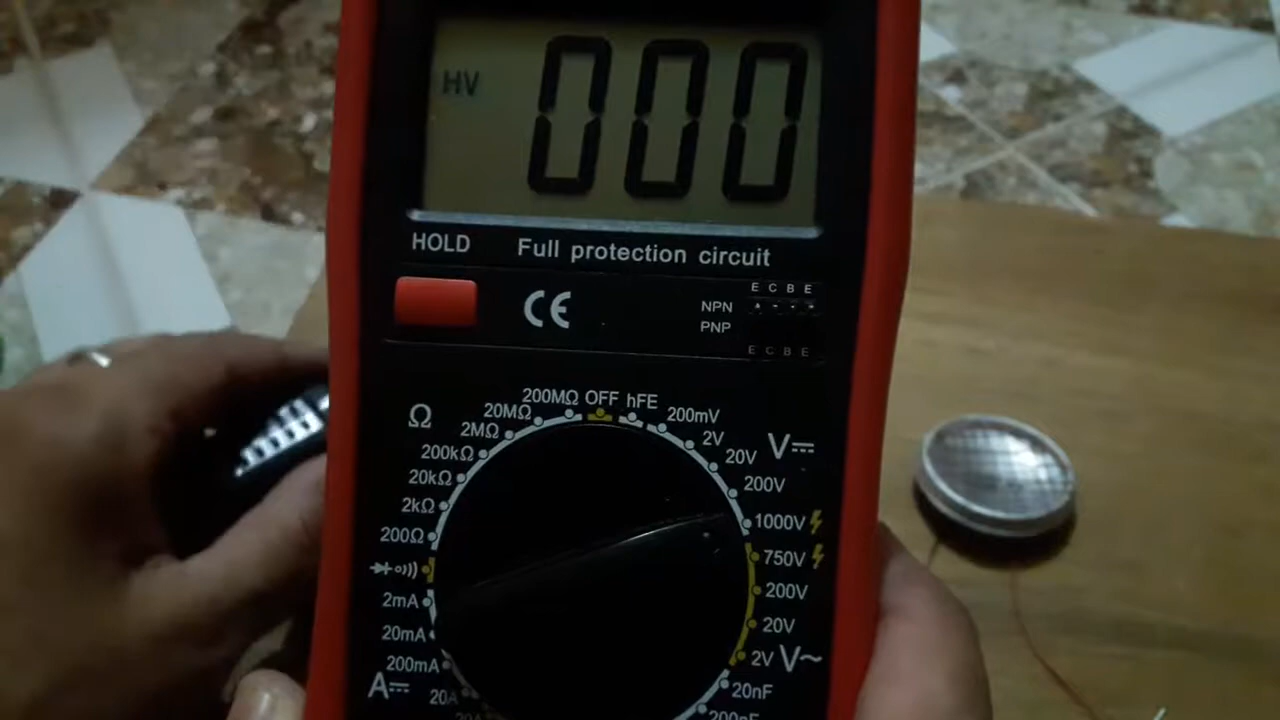 HV 000
HOLD Full protection circuit
CE
E C B E
NPN
PNP
E C B E
200MΩ OFF hFE
20MΩ 200mV
Ω 2MΩ 2V V⎓
200kΩ 20V
20kΩ 200V
2kΩ 1000V
200Ω 750V
2mA 200V
20mA 20V
200mA 2V V~
A⎓ 20A 20nF
200nF